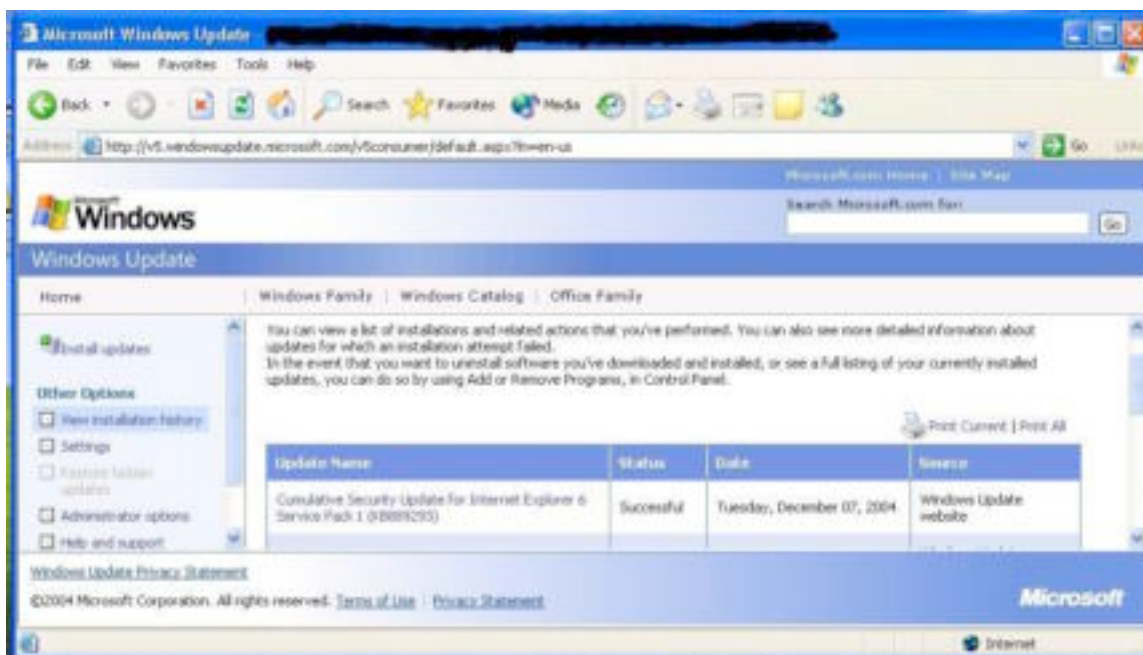 Microsoft Windows Update
File Edit View Favorites Tools Help
Back Search Favorites Media
Address http://v5.windowsupdate.microsoft.com/v5consumer/default.aspx?ln=en-us Go Links
Microsoft.com Home | Site Map
Microsoft
Windows
Search Microsoft.com for:
Go
Windows Update
Home | Windows Family | Windows Catalog | Office Family
Install updates
Other Options
View installation history
Settings
Restore hidden
updates
Administrator options
Help and support
You can view a list of installations and related actions that you've performed. You can also see more detailed information about
updates for which an installation attempt failed.
In the event that you want to uninstall software you've downloaded and installed, or see a full listing of your currently installed
updates, you can do so by using Add or Remove Programs, in Control Panel.
Print Current | Print All
Update Name Status Date Source
Cumulative Security Update for Internet Explorer 6 Successful Tuesday, December 07, 2004 Windows Update
Service Pack 1 (KB889293) website
Windows Update Privacy Statement
©2004 Microsoft Corporation. All rights reserved. Terms of Use | Privacy Statement
Microsoft
Internet